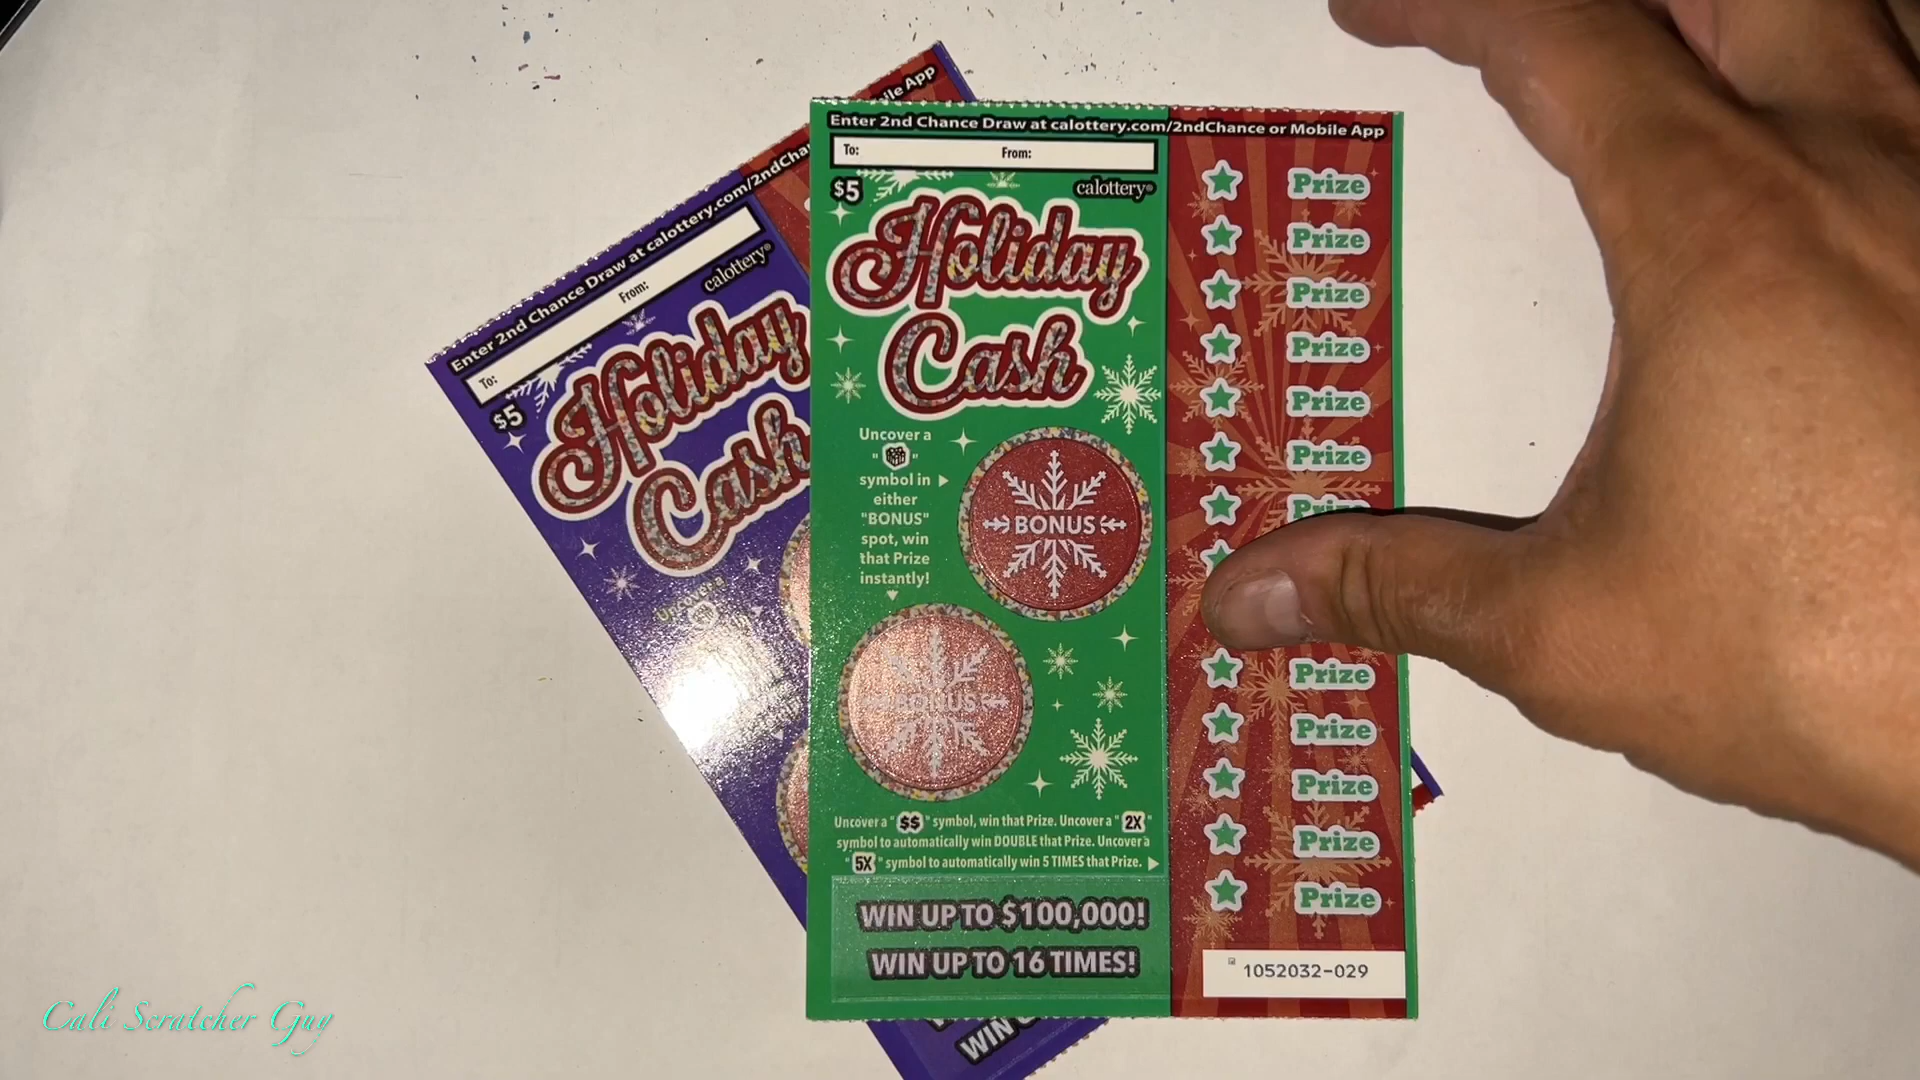 Enter 2nd Chance Draw at calottery.com/2ndChance or Mobile App
To: From:
$5 calottery®
Holiday
Cash
Uncover a
" "
symbol in
either
"BONUS"
spot, win
that Prize
instantly!
BONUS
BONUS
Uncover a "$$" symbol, win that Prize. Uncover a "2X"
symbol to automatically win DOUBLE that Prize. Uncover a
"5X" symbol to automatically win 5 TIMES that Prize.
WIN UP TO $100,000!
WIN UP TO 16 TIMES!
Prize
Prize
Prize
Prize
Prize
Prize
Prize
Prize
Prize
Prize
Prize
Prize
1052032-029
Enter 2nd Chance Draw at calottery.com/2ndCha
ile App
To: From:
$5 calottery®
Holiday
Cash
Uncover a
WIN
Cali Scratcher Guy